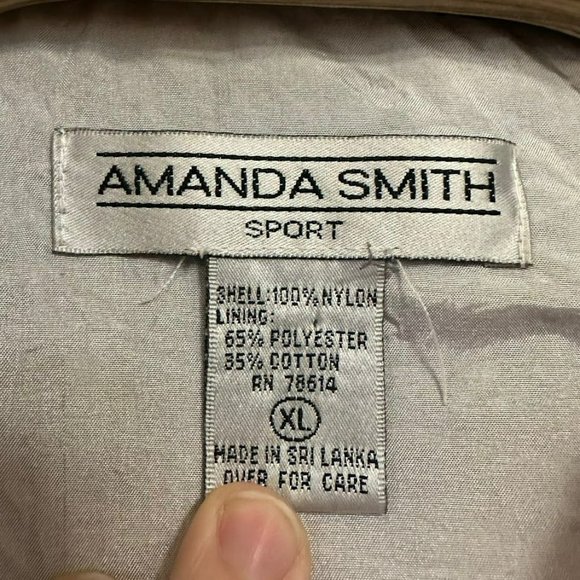 AMANDA SMITH
SPORT
SHELL:100% NYLON
LINING:
65% POLYESTER
35% COTTON
RN 78614
XL
MADE IN SRI LANKA
OVER FOR CARE